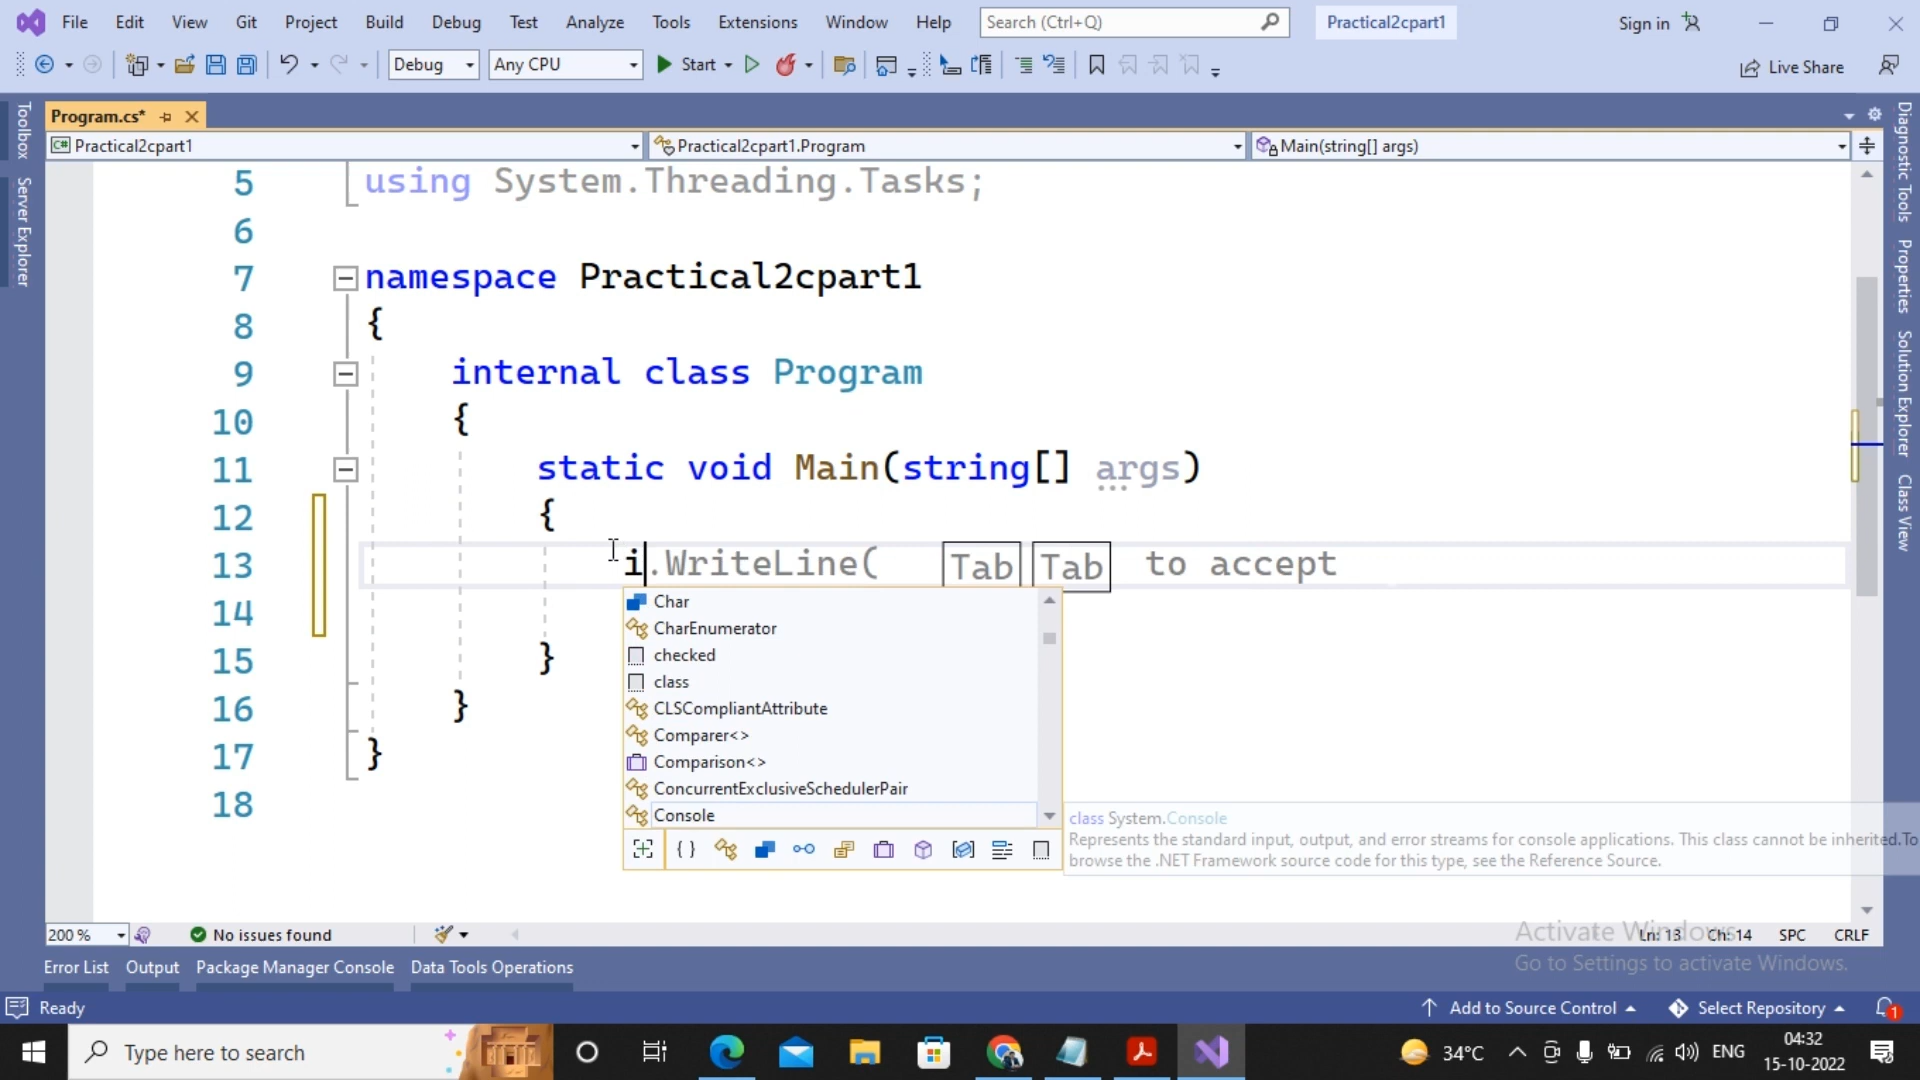 File Edit View Git Project Build Debug Test Analyze Tools Extensions Window Help Search (Ctrl+Q) Practical2cpart1 Sign in
Debug Any CPU Start Live Share
Toolbox
Server Explorer
Program.cs*
Practical2cpart1 Practical2cpart1.Program Main(string[] args)
5 using System.Threading.Tasks;
6
7 namespace Practical2cpart1
8 {
9 internal class Program
10 {
11 static void Main(string[] args)
12 {
13 i.WriteLine( Tab Tab to accept
14
15 }
16 }
17 }
18
Char
CharEnumerator
checked
class
CLSCompliantAttribute
Comparer<>
Comparison<>
ConcurrentExclusiveSchedulerPair
Console
class System.Console
Represents the standard input, output, and error streams for console applications. This class cannot be inherited.To
browse the .NET Framework source code for this type, see the Reference Source.
Diagnostic Tools
Properties
Solution Explorer
Class View
200 % No issues found Ln: 13 Ch: 14 SPC CRLF
Activate Windows
Go to Settings to activate Windows.
Error List Output Package Manager Console Data Tools Operations
Ready Add to Source Control Select Repository 1
Type here to search 34°C ENG 04:32
15-10-2022